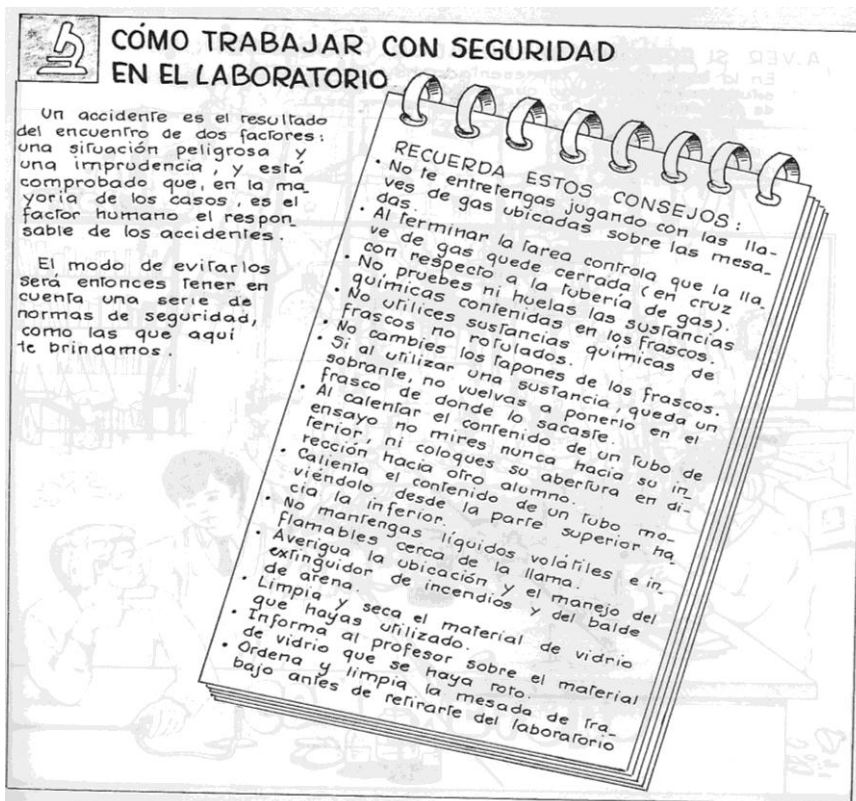 CÓMO TRABAJAR CON SEGURIDAD
EN EL LABORATORIO
Un accidente es el resultado
del encuentro de dos factores:
una situación peligrosa y
una imprudencia, y está
comprobado que, en la ma_
yoria de los casos, es el
factor humano el respon_
sable de los accidentes.
El modo de evitarlos
será entonces tener en
cuenta una serie de
normas de seguridad,
como las que aquí
te brindamos.
RECUERDA ESTOS CONSEJOS:
• No te entretengas jugando con las lla-
ves de gas ubicadas sobre las mesa_
das.
• Al terminar la tarea controla que la lla_
ve de gas quede cerrada (en cruz
con respecto a la tubería de gas).
• No pruebes ni huelas las sustancias
químicas contenidas en los frascos.
• No utilices sustancias químicas de
frascos no rotulados.
• No cambies los tapones de los frascos.
• Si al utilizar una sustancia, queda un
sobrante, no vuelvas a ponerlo en el
frasco de donde lo sacaste.
• Al calentar el contenido de un tubo de
ensayo no mires nunca hacia su in_
terior, ni coloques su abertura en di-
rección hacia otro alumno.
• Calienta el contenido de un tubo mo_
viéndolo desde la parte superior ha_
cia la inferior.
• No mantengas líquidos volátiles e in_
flamables cerca de la llama.
• Averigua la ubicación y el manejo del
extinguidor de incendios y del balde
de arena.
• Limpia y seca el material de vidrio
que hayas utilizado.
• Informa al profesor sobre el material
de vidrio que se haya roto.
• Ordena y limpia la mesada de tra_
bajo antes de retirarte del laboratorio